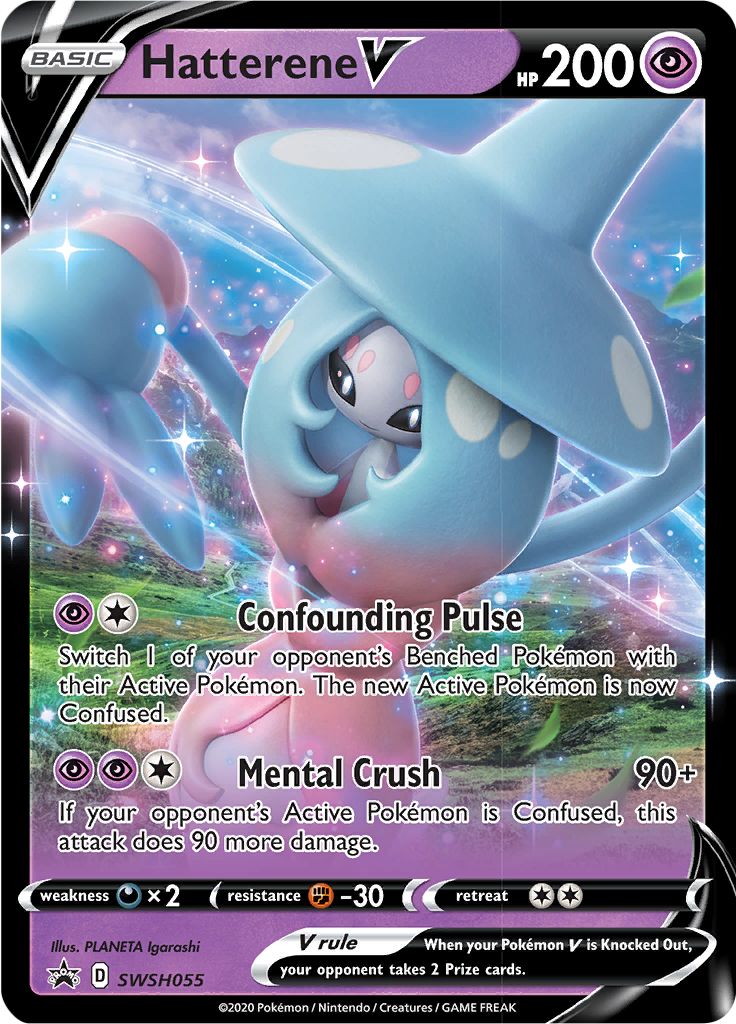 BASIC Hatterene V HP 200
Confounding Pulse
Switch 1 of your opponent's Benched Pokémon with
their Active Pokémon. The new Active Pokémon is now
Confused.
Mental Crush 90+
If your opponent's Active Pokémon is Confused, this
attack does 90 more damage.
weakness ×2 resistance -30 retreat
Illus. PLANETA Igarashi
V rule When your Pokémon V is Knocked Out,
your opponent takes 2 Prize cards.
PROMO D SWSH055
©2020 Pokémon / Nintendo / Creatures / GAME FREAK